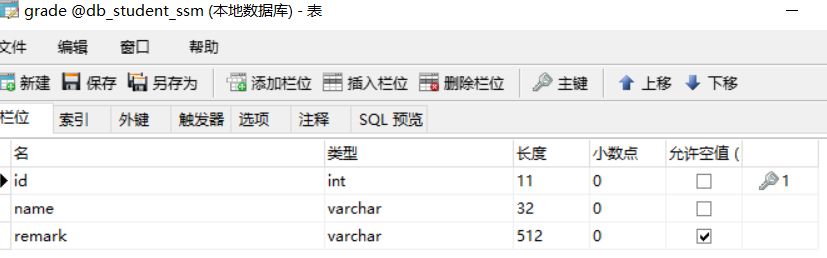 grade @db_student_ssm (本地数据库) - 表
文件 编辑 窗口 帮助
新建 保存 另存为 添加栏位 插入栏位 删除栏位 主键 上移 下移
栏位 索引 外键 触发器 选项 注释 SQL 预览
名 类型 长度 小数点 允许空值 (
id int 11 0 1
name varchar 32 0
remark varchar 512 0